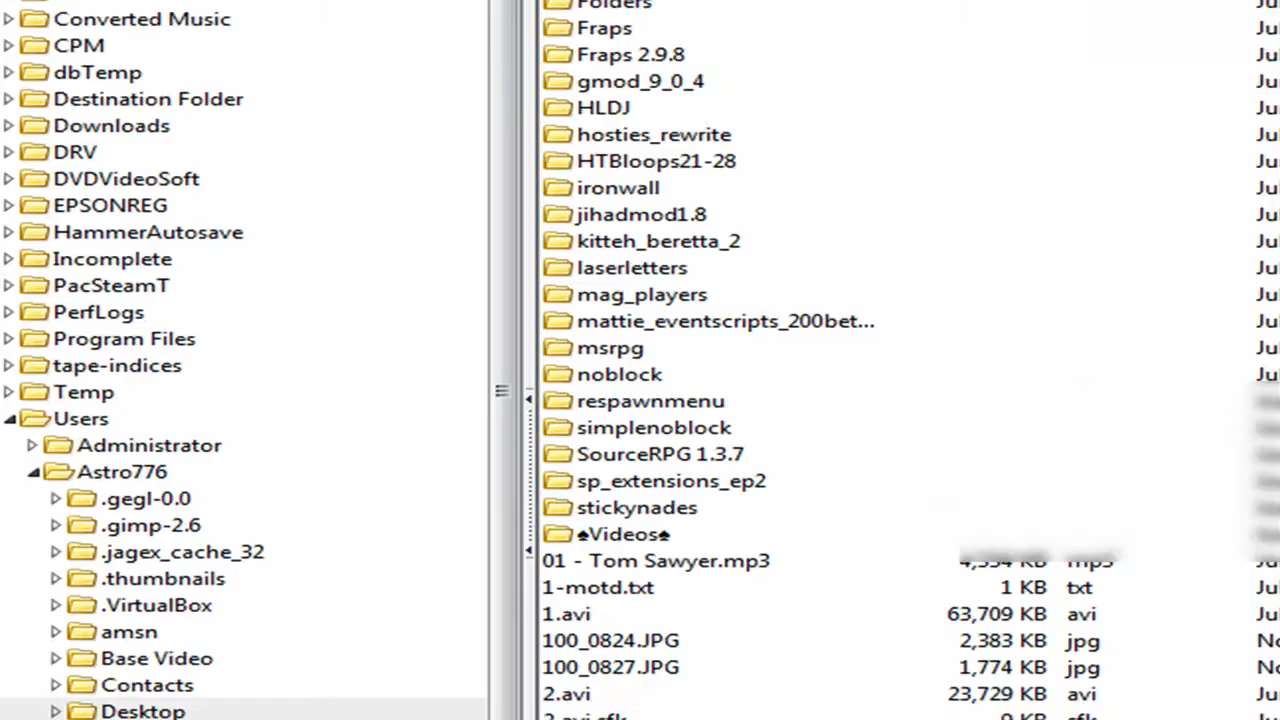 Converted Music
CPM
dbTemp
Destination Folder
Downloads
DRV
DVDVideoSoft
EPSONREG
HammerAutosave
Incomplete
PacSteamT
PerfLogs
Program Files
tape-indices
Temp
Users
Administrator
Astro776
.gegl-0.0
.gimp-2.6
.jagex_cache_32
.thumbnails
.VirtualBox
amsn
Base Video
Contacts
Desktop
Folders
Fraps
Fraps 2.9.8
gmod_9_0_4
HLDJ
hosties_rewrite
HTBloops21-28
ironwall
jihadmod1.8
kitteh_beretta_2
laserletters
mag_players
mattie_eventscripts_200bet...
msrpg
noblock
respawnmenu
simplenoblock
SourceRPG 1.3.7
sp_extensions_ep2
stickynades
♠Videos♠
01 - Tom Sawyer.mp3 KB mp3
1-motd.txt 1 KB txt
1.avi 63,709 KB avi
100_0824.JPG 2,383 KB jpg
100_0827.JPG 1,774 KB jpg
2.avi 23,729 KB avi